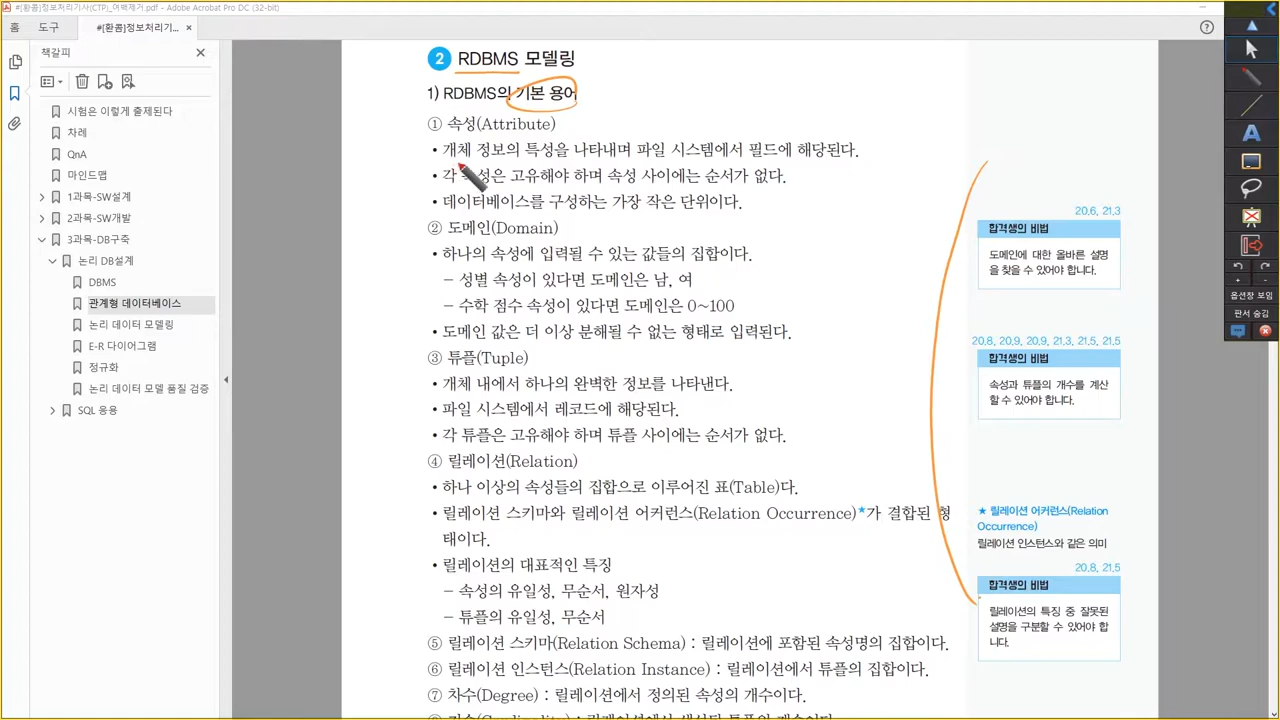 #[환콤]정보처리기사(CTP)_여백제거.pdf - Adobe Acrobat Pro DC (32-bit)
홈 도구 #[환콤]정보처리기... ×
책갈피
시험은 이렇게 출제된다
차례
QnA
마인드맵
1과목-SW설계
2과목-SW개발
3과목-DB구축
논리 DB설계
DBMS
관계형 데이터베이스
논리 데이터 모델링
E-R 다이어그램
정규화
논리 데이터 모델 품질 검증
SQL 응용
2 RDBMS 모델링
1) RDBMS의 기본 용어
① 속성(Attribute)
• 개체 정보의 특성을 나타내며 파일 시스템에서 필드에 해당된다.
• 각 속성은 고유해야 하며 속성 사이에는 순서가 없다.
• 데이터베이스를 구성하는 가장 작은 단위이다.
② 도메인(Domain)
• 하나의 속성에 입력될 수 있는 값들의 집합이다.
– 성별 속성이 있다면 도메인은 남, 여
– 수학 점수 속성이 있다면 도메인은 0~100
• 도메인 값은 더 이상 분해될 수 없는 형태로 입력된다.
③ 튜플(Tuple)
• 개체 내에서 하나의 완벽한 정보를 나타낸다.
• 파일 시스템에서 레코드에 해당된다.
• 각 튜플은 고유해야 하며 튜플 사이에는 순서가 없다.
④ 릴레이션(Relation)
• 하나 이상의 속성들의 집합으로 이루어진 표(Table)다.
• 릴레이션 스키마와 릴레이션 어커런스(Relation Occurrence)★가 결합된 형
태이다.
• 릴레이션의 대표적인 특징
– 속성의 유일성, 무순서, 원자성
– 튜플의 유일성, 무순서
⑤ 릴레이션 스키마(Relation Schema) : 릴레이션에 포함된 속성명의 집합이다.
⑥ 릴레이션 인스턴스(Relation Instance) : 릴레이션에서 튜플의 집합이다.
⑦ 차수(Degree) : 릴레이션에서 정의된 속성의 개수이다.
20.6, 21.3
합격생의 비법
도메인에 대한 올바른 설명
을 찾을 수 있어야 합니다.
20.8, 20.9, 20.9, 21.3, 21.5, 21.5
합격생의 비법
속성과 튜플의 개수를 계산
할 수 있어야 합니다.
★ 릴레이션 어커런스(Relation
Occurrence)
릴레이션 인스턴스와 같은 의미
20.8, 21.5
합격생의 비법
릴레이션의 특징 중 잘못된
설명을 구분할 수 있어야 합
니다.
A
옵션창 보임
판서 숨김